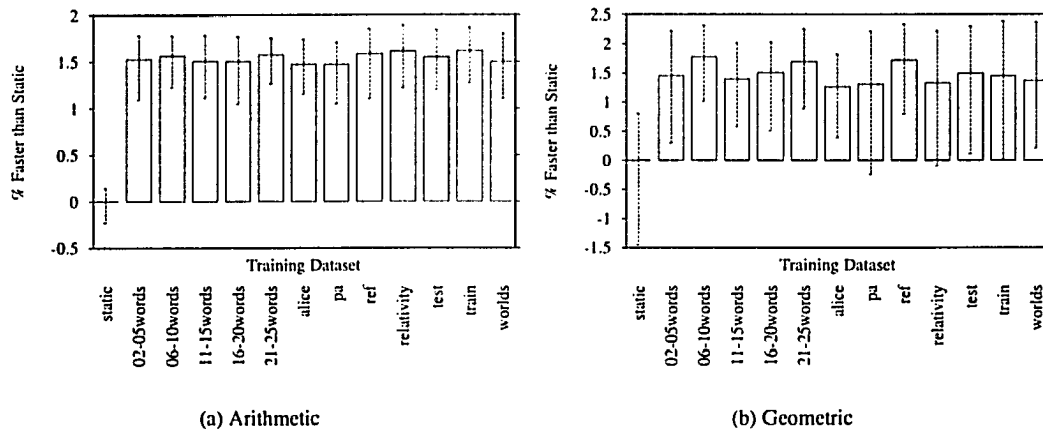 % Faster than Static
2
1.5
1
0.5
0
-0.5
Training Dataset
static
02-05words
06-10words
11-15words
16-20words
21-25words
alice
pa
ref
relativity
test
train
worlds
(a) Arithmetic
% Faster than Static
2.5
2
1.5
1
0.5
0
-0.5
-1
-1.5
Training Dataset
static
02-05words
06-10words
11-15words
16-20words
21-25words
alice
pa
ref
relativity
test
train
worlds
(b) Geometric